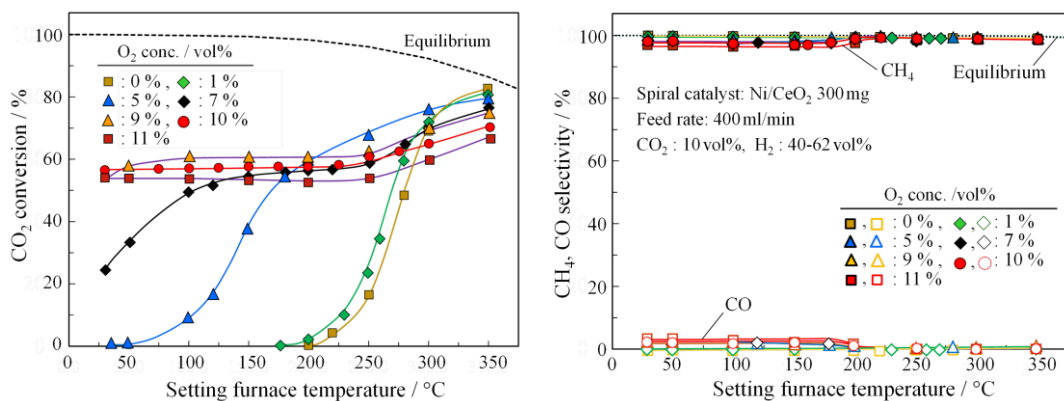 100
80
60
40
20
0
CO₂ conversion / %
O₂ conc. / vol%
: 0 % , : 1 %
: 5 % , : 7 %
: 9 % , : 10 %
: 11 %
Equilibrium
0 50 100 150 200 250 300 350
Setting furnace temperature / °C
100
80
60
40
20
0
CH₄, CO selectivity / %
CH₄
Equilibrium
Spiral catalyst: Ni/CeO₂ 300 mg
Feed rate: 400 ml/min
CO₂ : 10 vol%, H₂ : 40-62 vol%
O₂ conc. /vol%
, : 0 % , , : 1 %
, : 5 % , , : 7 %
, : 9 % , , : 10 %
, : 11 %
CO
0 50 100 150 200 250 300 350
Setting furnace temperature / °C